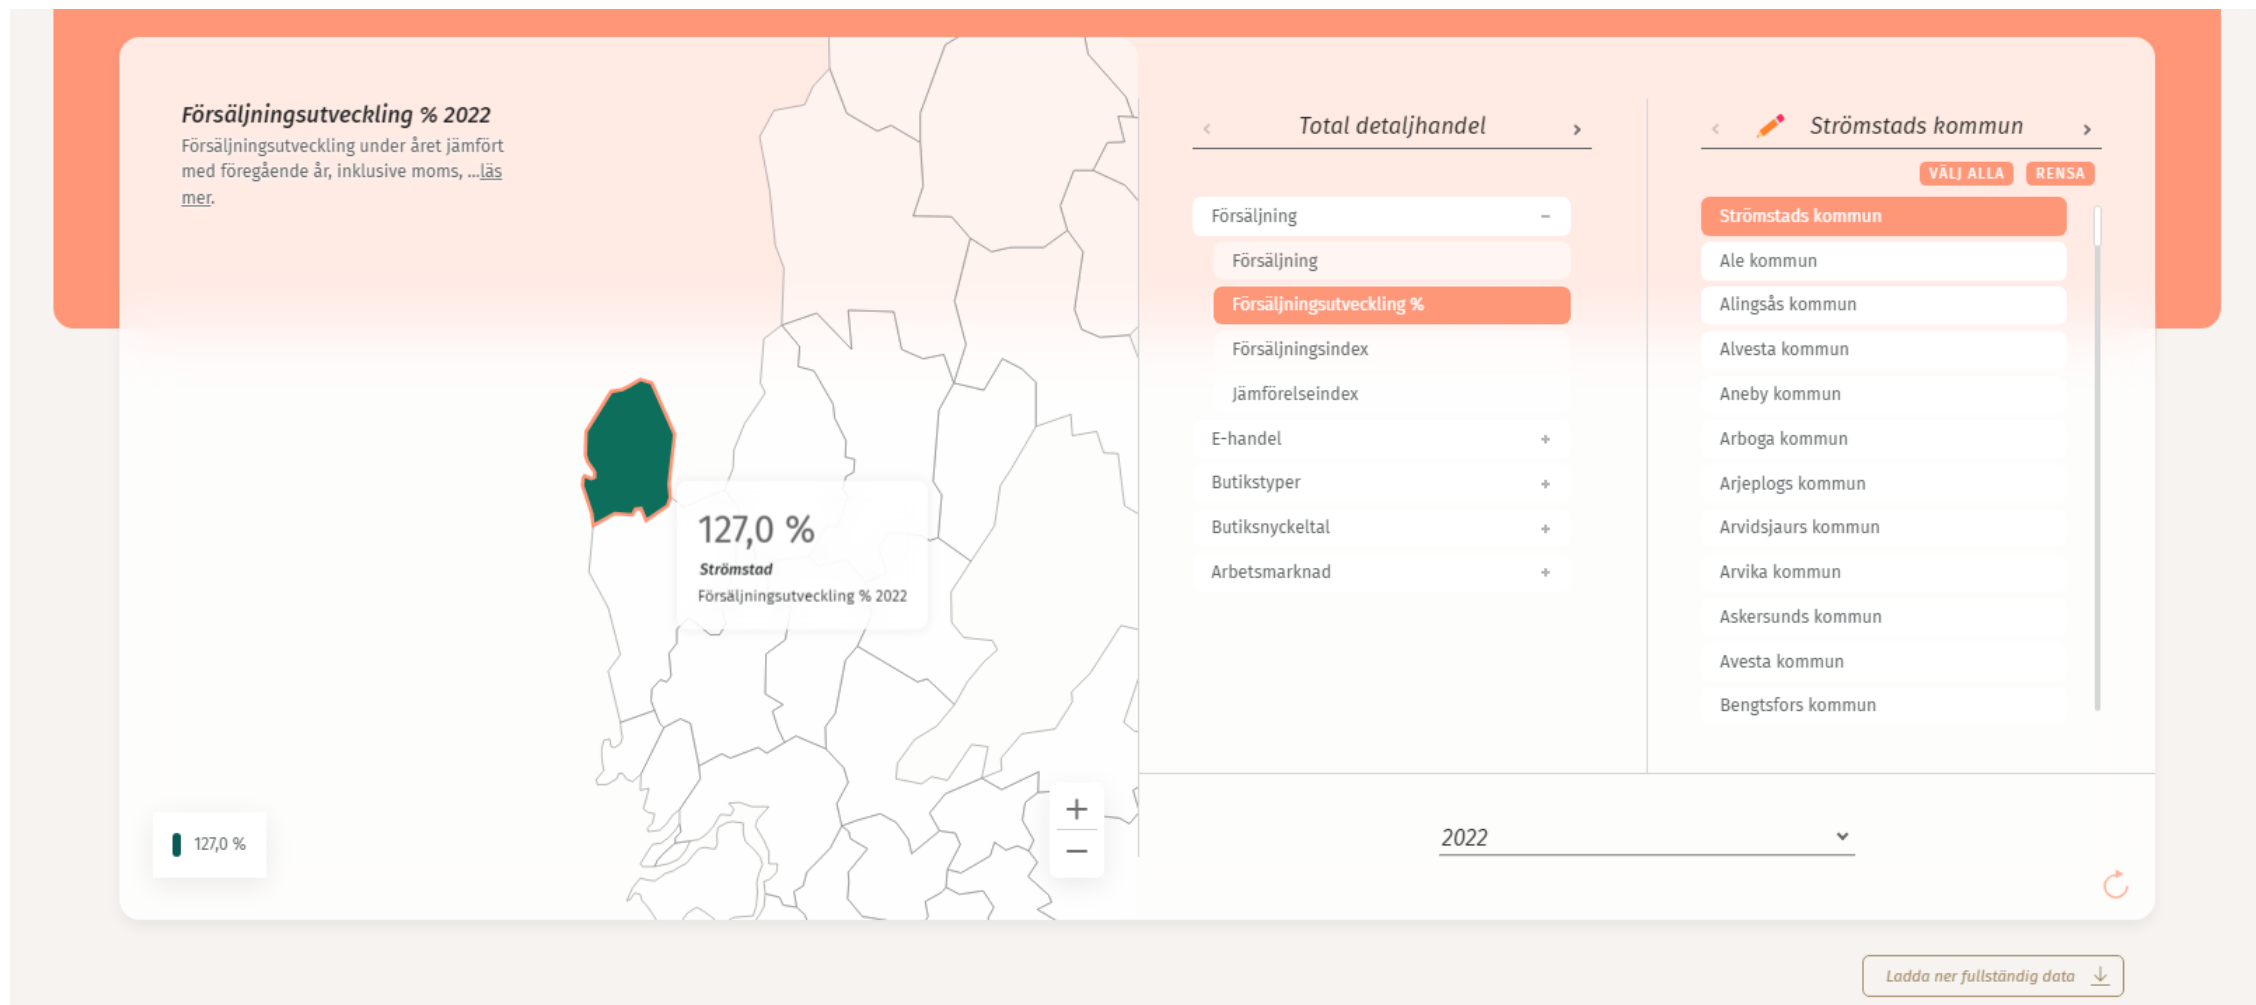 Försäljningsutveckling % 2022
Försäljningsutveckling under året jämfört
med föregående år, inklusive moms, ...läs
mer.
127,0 %
Strömstad
Försäljningsutveckling % 2022
127,0 %
+
−
‹ Total detaljhandel ›
Försäljning −
Försäljning
Försäljningsutveckling %
Försäljningsindex
Jämförelseindex
E-handel +
Butikstyper +
Butiksnyckeltal +
Arbetsmarknad +
‹ Strömstads kommun ›
VÄLJ ALLA RENSA
Strömstads kommun
Ale kommun
Alingsås kommun
Alvesta kommun
Aneby kommun
Arboga kommun
Arjeplogs kommun
Arvidsjaurs kommun
Arvika kommun
Askersunds kommun
Avesta kommun
Bengtsfors kommun
2022
Ladda ner fullständig data